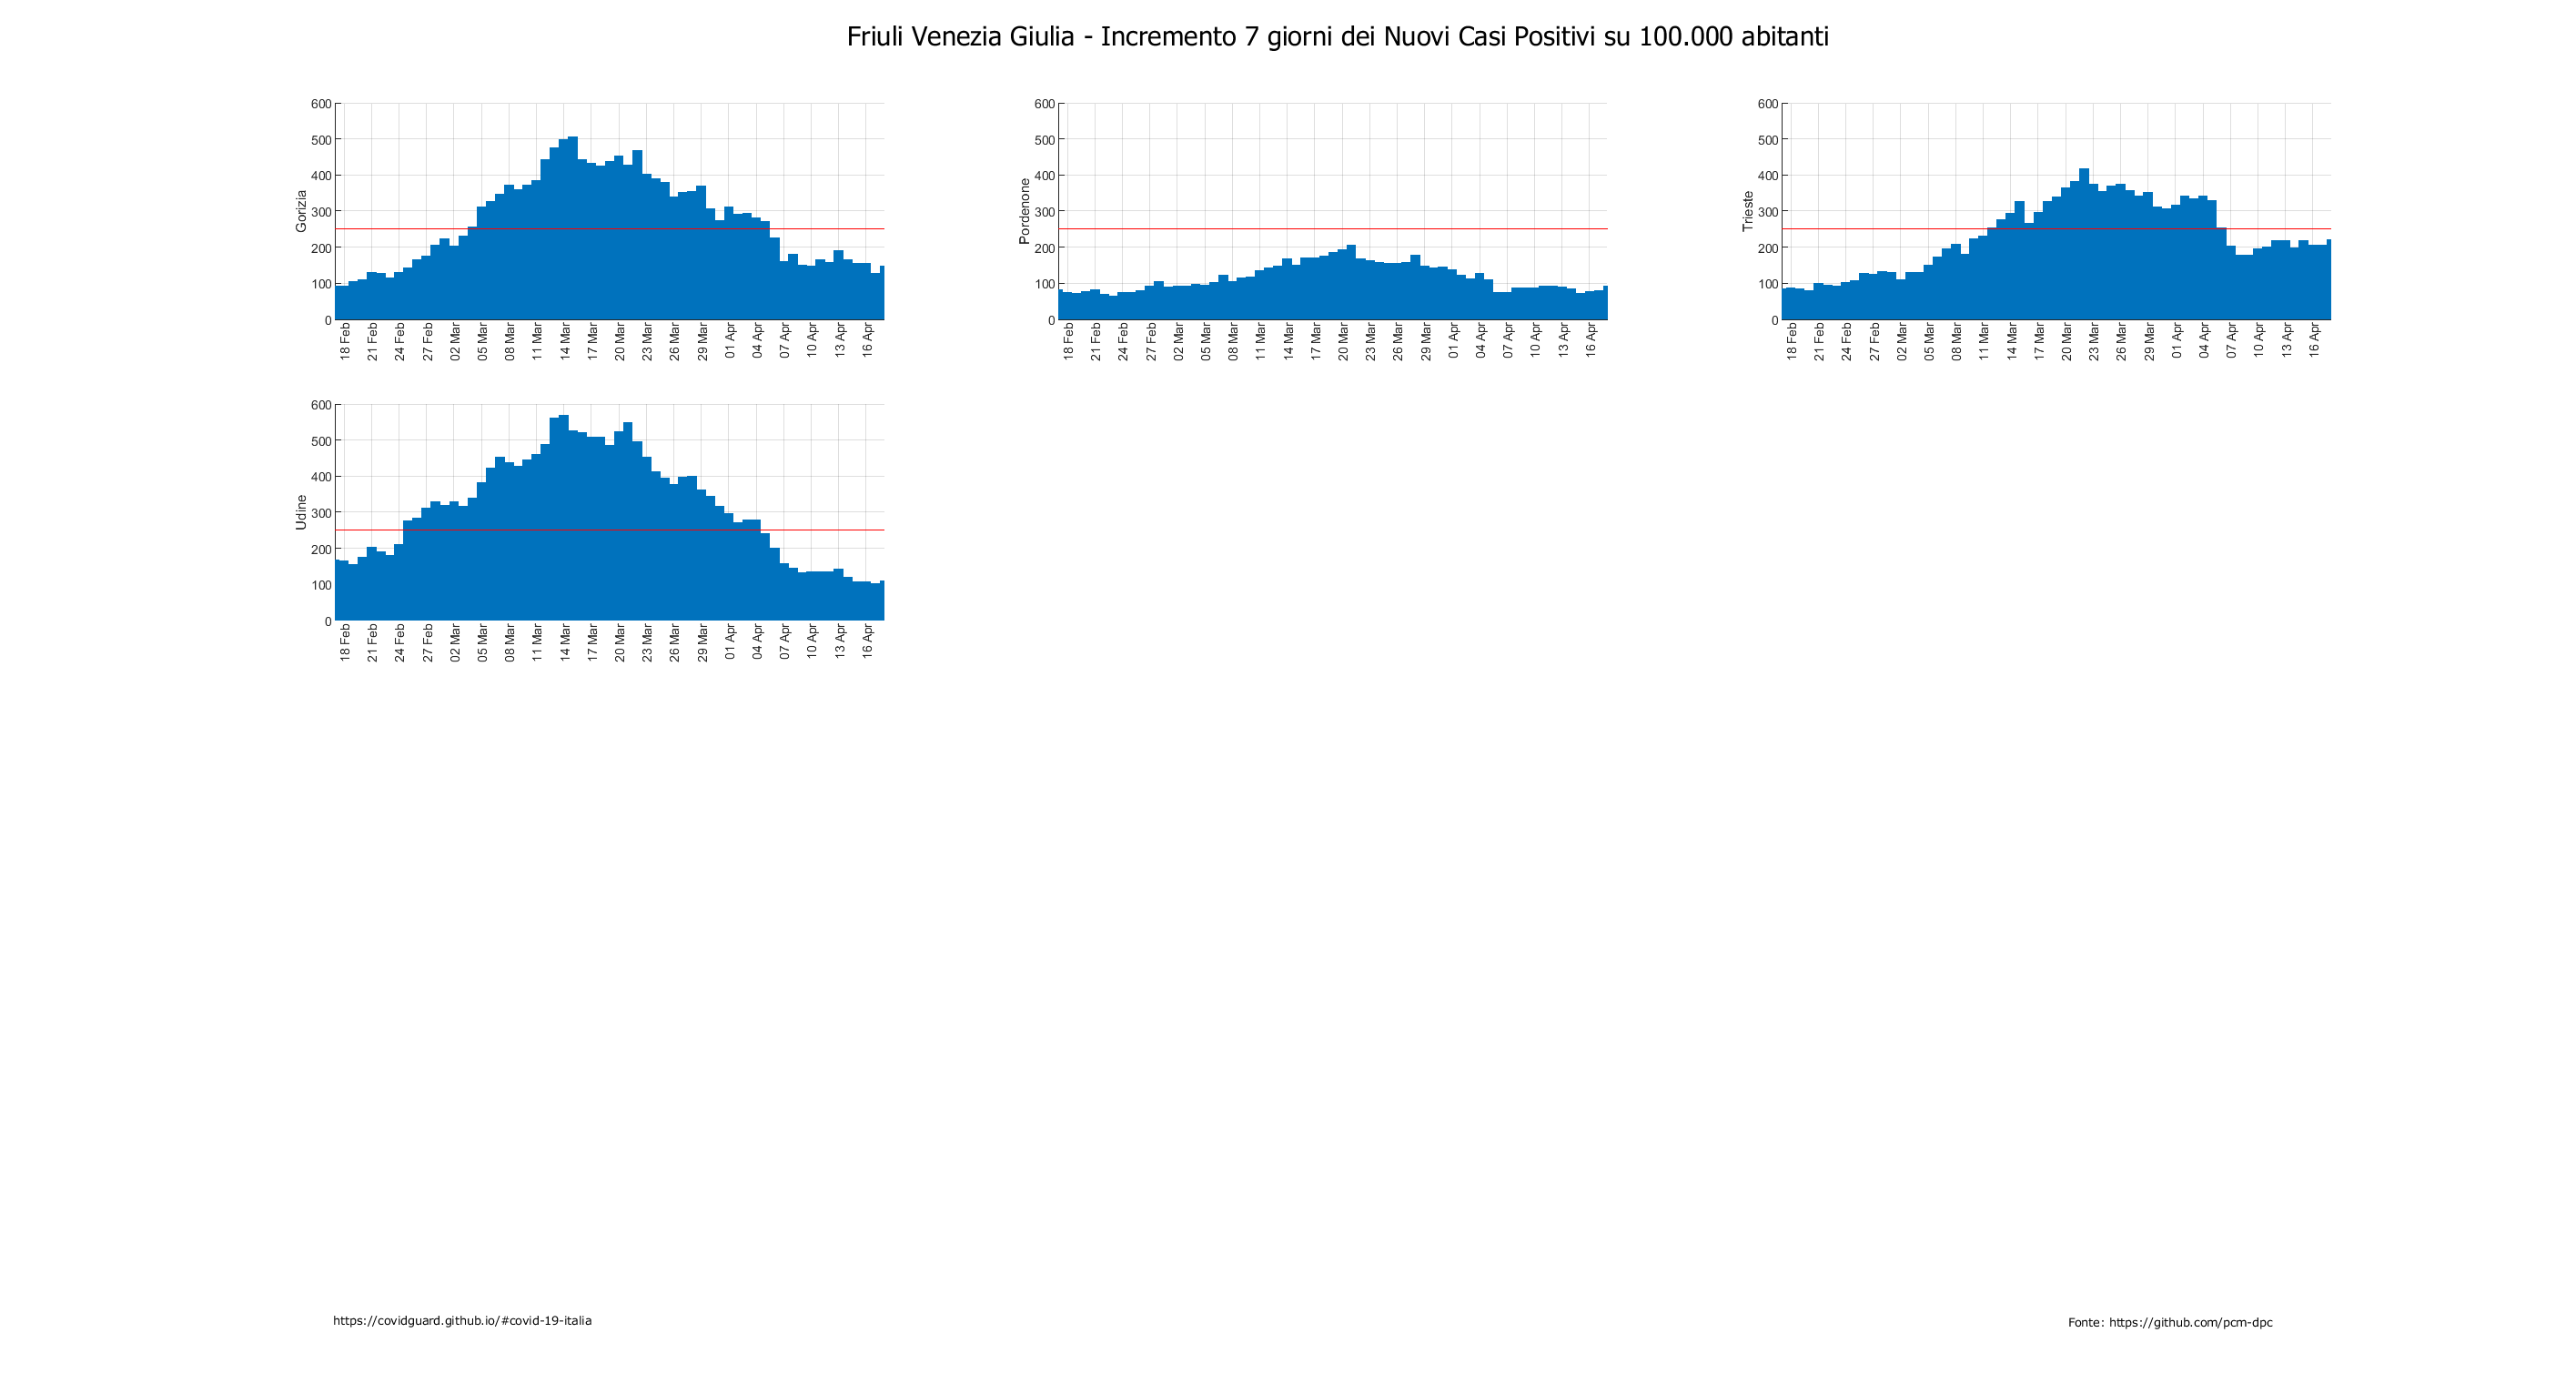 Friuli Venezia Giulia - Incremento 7 giorni dei Nuovi Casi Positivi su 100.000 abitanti
600
500
400
300
200
100
0
Gorizia
18 Feb
21 Feb
24 Feb
27 Feb
02 Mar
05 Mar
08 Mar
11 Mar
14 Mar
17 Mar
20 Mar
23 Mar
26 Mar
29 Mar
01 Apr
04 Apr
07 Apr
10 Apr
13 Apr
16 Apr
600
500
400
300
200
100
0
Pordenone
18 Feb
21 Feb
24 Feb
27 Feb
02 Mar
05 Mar
08 Mar
11 Mar
14 Mar
17 Mar
20 Mar
23 Mar
26 Mar
29 Mar
01 Apr
04 Apr
07 Apr
10 Apr
13 Apr
16 Apr
600
500
400
300
200
100
0
Trieste
18 Feb
21 Feb
24 Feb
27 Feb
02 Mar
05 Mar
08 Mar
11 Mar
14 Mar
17 Mar
20 Mar
23 Mar
26 Mar
29 Mar
01 Apr
04 Apr
07 Apr
10 Apr
13 Apr
16 Apr
600
500
400
300
200
100
0
Udine
18 Feb
21 Feb
24 Feb
27 Feb
02 Mar
05 Mar
08 Mar
11 Mar
14 Mar
17 Mar
20 Mar
23 Mar
26 Mar
29 Mar
01 Apr
04 Apr
07 Apr
10 Apr
13 Apr
16 Apr
https://covidguard.github.io/#covid-19-italia
Fonte: https://github.com/pcm-dpc